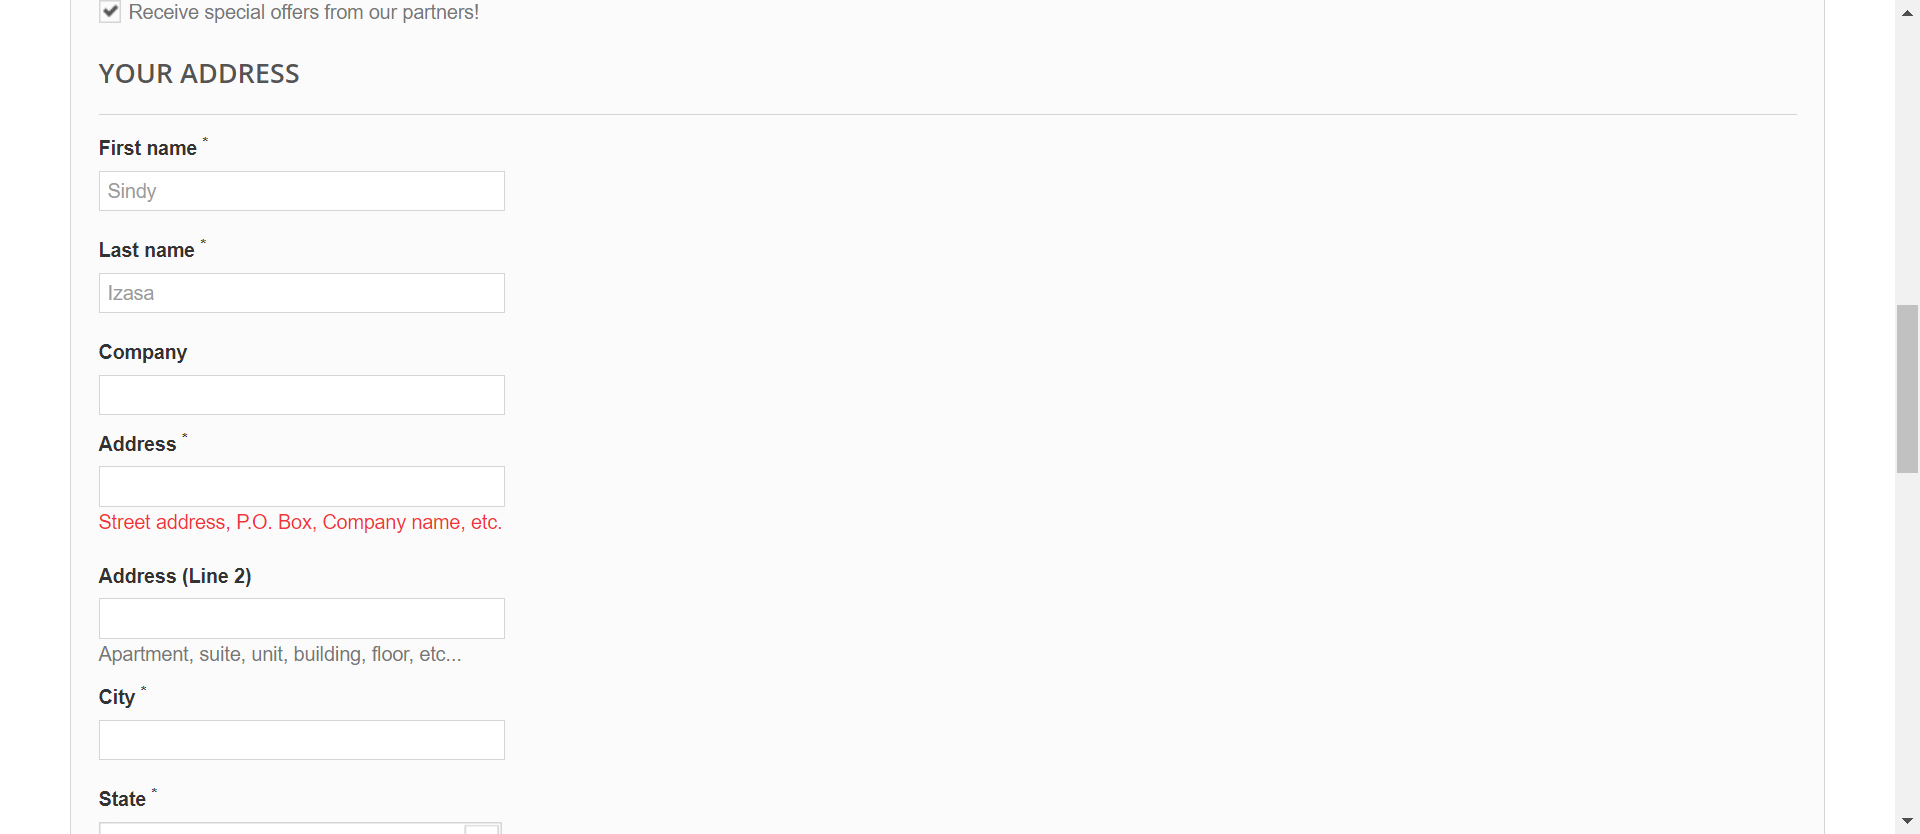 Receive special offers from our partners!
YOUR ADDRESS
First name *
Sindy
Last name *
Izasa
Company
Address *
Street address, P.O. Box, Company name, etc.
Address (Line 2)
Apartment, suite, unit, building, floor, etc...
City *
State *